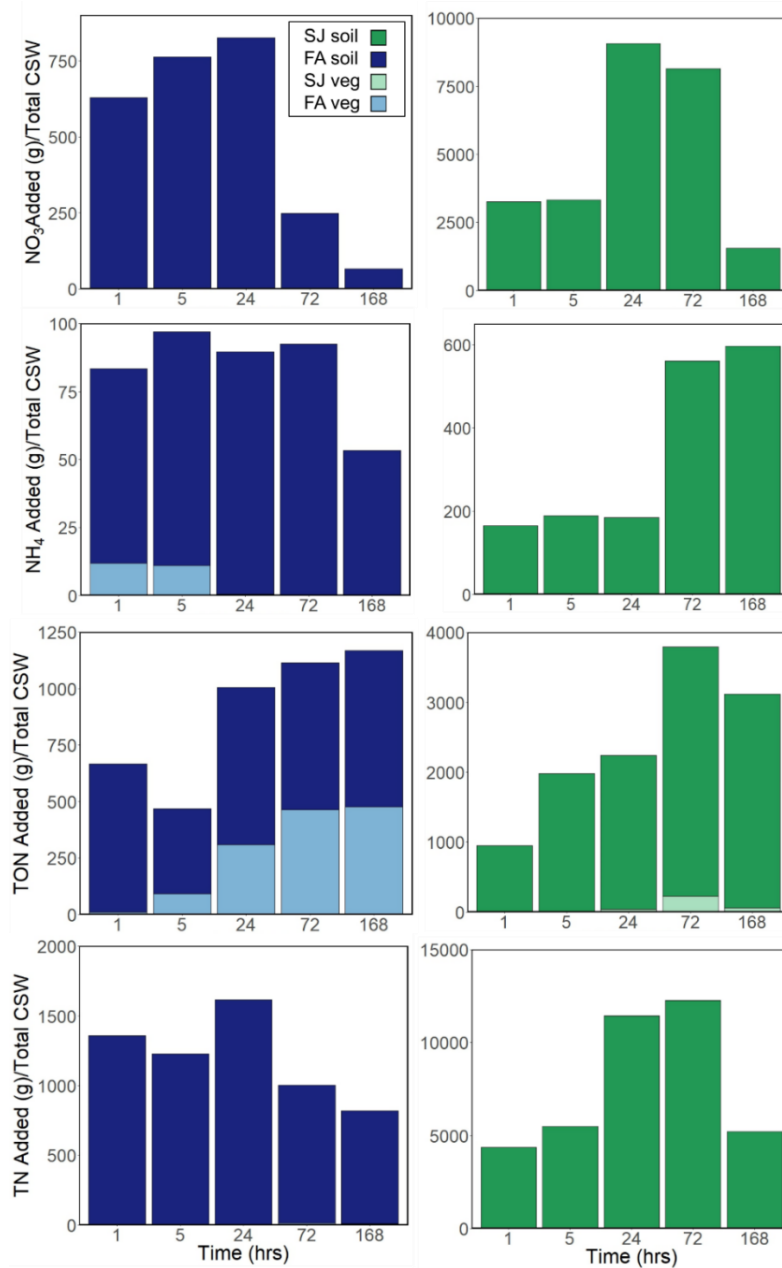 NO3Added (g)/Total CSW
750
500
250
0
1 5 24 72 168
SJ soil
FA soil
SJ veg
FA veg
10000
7500
5000
2500
0
1 5 24 72 168
NH4 Added (g)/Total CSW
100
75
50
25
0
1 5 24 72 168
600
400
200
0
1 5 24 72 168
TON Added (g)/Total CSW
1250
1000
750
500
250
0
1 5 24 72 168
4000
3000
2000
1000
0
1 5 24 72 168
TN Added (g)/Total CSW
2000
1500
1000
500
0
1 5 24 72 168
Time (hrs)
15000
10000
5000
0
1 5 24 72 168
Time (hrs)